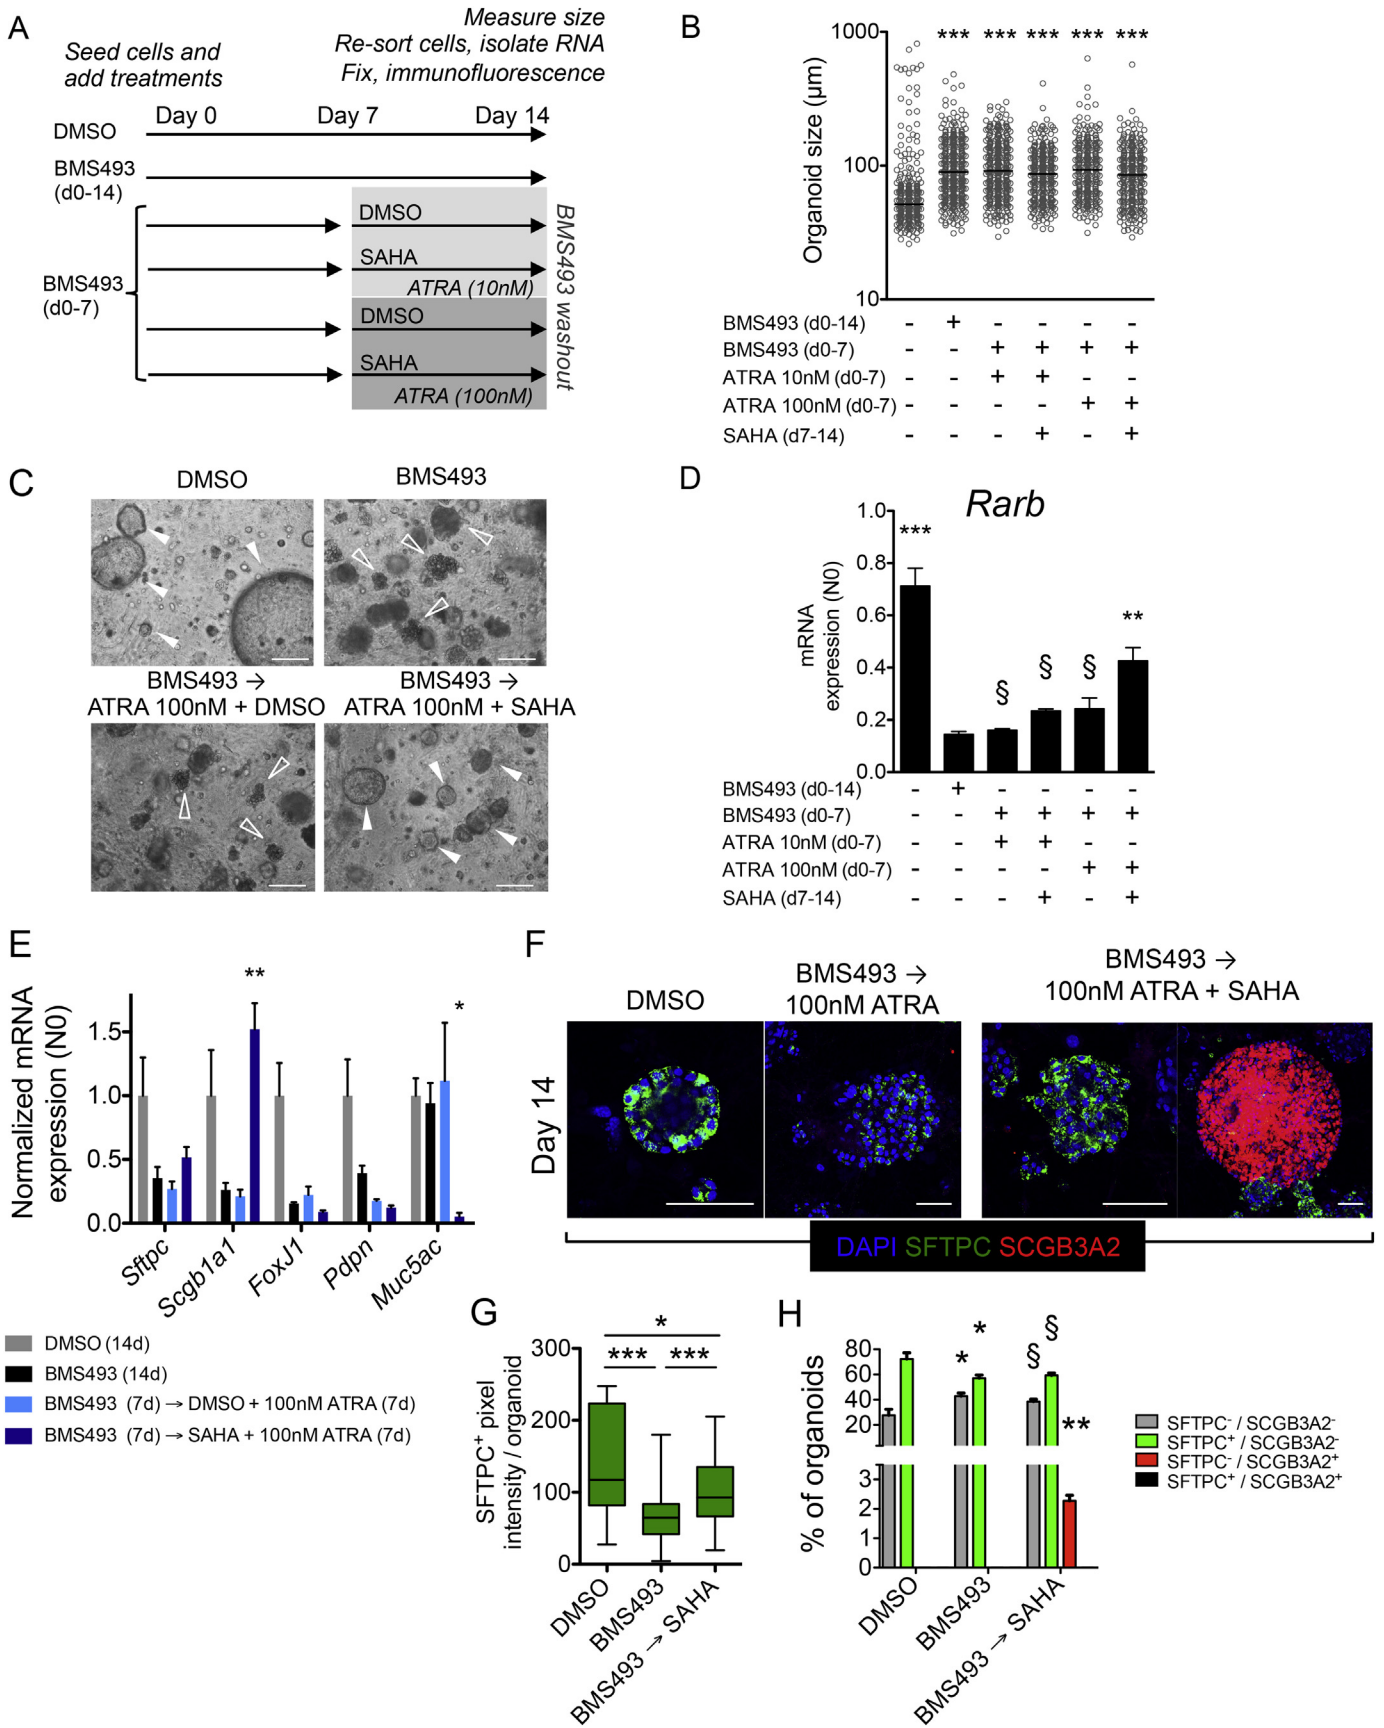 A
Seed cells and
add treatments
Measure size
Re-sort cells, isolate RNA
Fix, immunofluorescence
Day 0
Day 7
Day 14
DMSO
BMS493
(d0-14)
BMS493
(d0-7)
DMSO
SAHA
ATRA (10nM)
DMSO
SAHA
ATRA (100nM)
BMS493 washout
B
Organoid size (µm)
1000
100
10
*** *** *** *** ***
BMS493 (d0-14) - + - - - -
BMS493 (d0-7) - - + + + +
ATRA 10nM (d0-7) - - + + - -
ATRA 100nM (d0-7) - - - - + +
SAHA (d7-14) - - - + - +
C
DMSO
BMS493
BMS493 →
ATRA 100nM + DMSO
BMS493 →
ATRA 100nM + SAHA
D
Rarb
mRNA
expression (N0)
1.0
0.8
0.6
0.4
0.2
0.0
*** § § § **
BMS493 (d0-14) - + - - - -
BMS493 (d0-7) - - + + + +
ATRA 10nM (d0-7) - - + + - -
ATRA 100nM (d0-7) - - - - + +
SAHA (d7-14) - - - + - +
E
Normalized mRNA
expression (N0)
1.5
1.0
0.5
0.0
**
*
Sftpc
Scgb1a1
FoxJ1
Pdpn
Muc5ac
DMSO (14d)
BMS493 (14d)
BMS493 (7d) → DMSO + 100nM ATRA (7d)
BMS493 (7d) → SAHA + 100nM ATRA (7d)
F
DMSO
BMS493 →
100nM ATRA
BMS493 →
100nM ATRA + SAHA
Day 14
DAPI SFTPC SCGB3A2
G
SFTPC+ pixel
intensity / organoid
300
200
100
0
*
*** ***
DMSO
BMS493
BMS493 → SAHA
H
% of organoids
80
60
40
20
3
2
1
0
* *
§ § **
DMSO
BMS493
BMS493 → SAHA
SFTPC- / SCGB3A2-
SFTPC+ / SCGB3A2-
SFTPC- / SCGB3A2+
SFTPC+ / SCGB3A2+